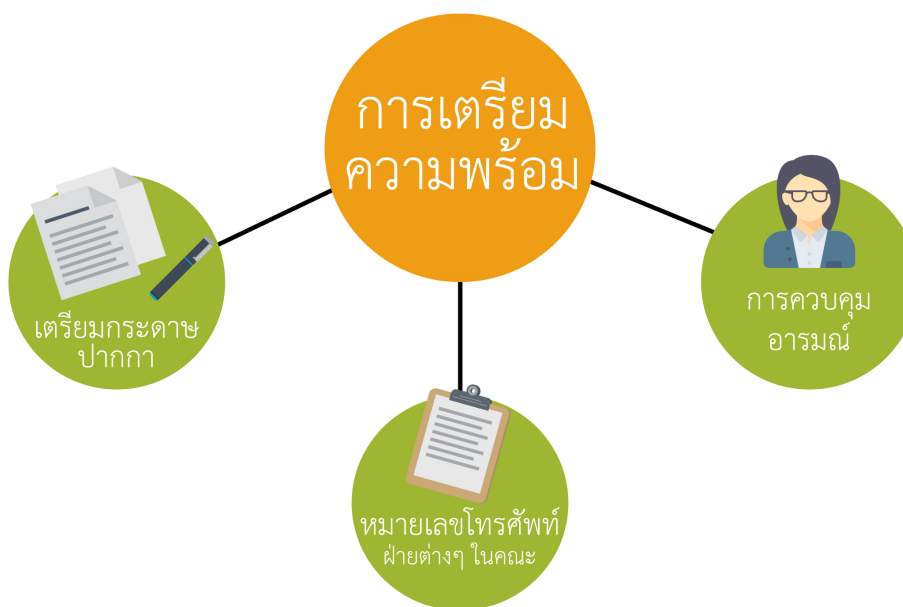 การเตรียม
ความพร้อม
เตรียมกระดาษ
ปากกา
หมายเลขโทรศัพท์
ฝ่ายต่างๆ ในคณะ
การควบคุม
อารมณ์